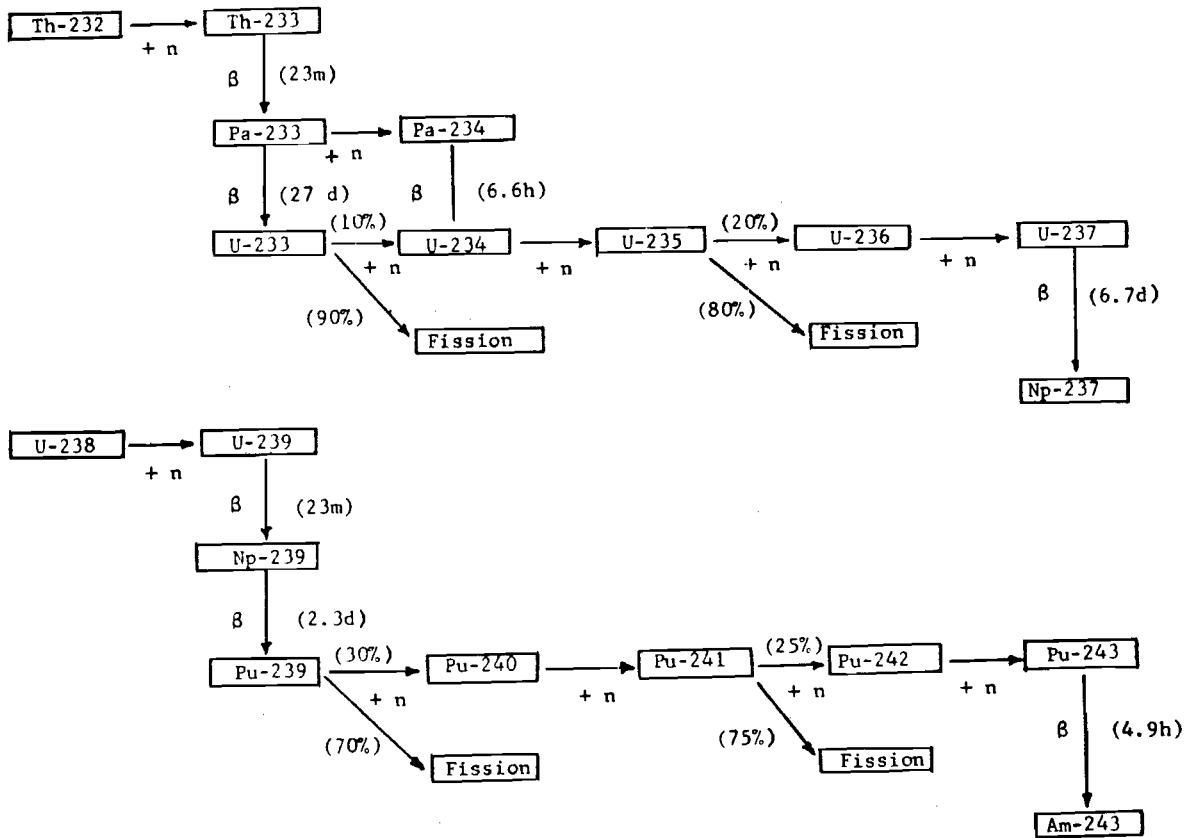 Th-232
Th-233
+ n
β (23m)
Pa-233
Pa-234
+ n
β (27 d)
β (6.6h)
(10%)
(20%)
U-233
U-234
U-235
U-236
U-237
+ n
+ n
+ n
+ n
(90%)
(80%)
β (6.7d)
Fission
Fission
Np-237
U-238
U-239
+ n
β (23m)
Np-239
β (2.3d)
(30%)
(25%)
Pu-239
Pu-240
Pu-241
Pu-242
Pu-243
+ n
+ n
+ n
+ n
(70%)
(75%)
β (4.9h)
Fission
Fission
Am-243